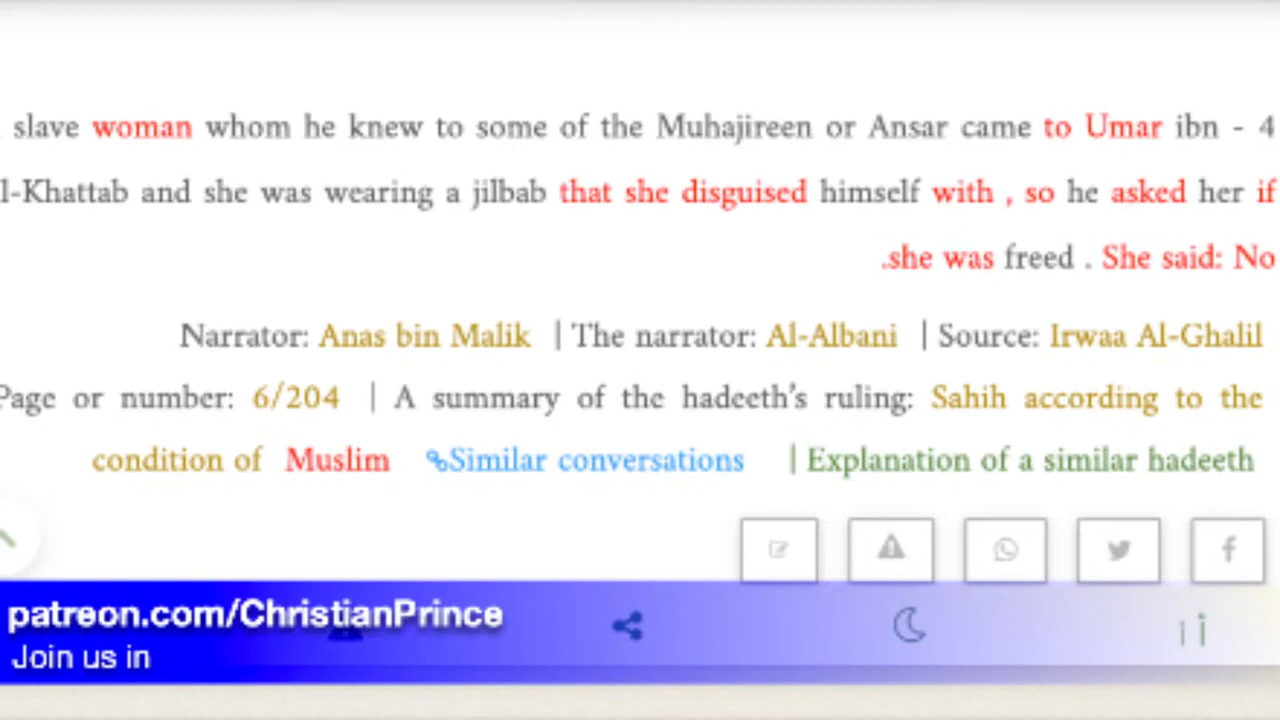 slave woman whom he knew to some of the Muhajireen or Ansar came to Umar ibn - 4
l-Khattab and she was wearing a jilbab that she disguised himself with , so he asked her if
.she was freed . She said: No
Narrator: Anas bin Malik | The narrator: Al-Albani | Source: Irwaa Al-Ghalil
Page or number: 6/204 | A summary of the hadeeth's ruling: Sahih according to the
condition of Muslim Similar conversations | Explanation of a similar hadeeth
patreon.com/ChristianPrince
Join us in